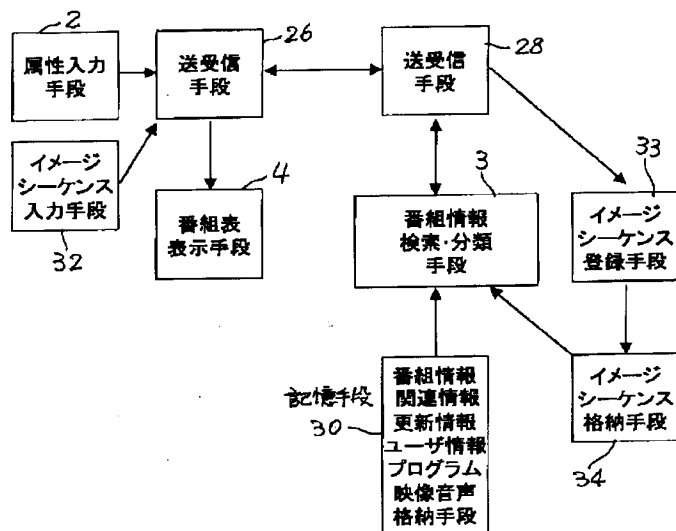 2
属性入力
手段
26
送受信
手段
28
送受信
手段
イメージ
シーケンス
入力手段
32
4
番組表
表示手段
3
番組情報
検索・分類
手段
33
イメージ
シーケンス
登録手段
記憶手段
30
番組情報
関連情報
更新情報
ユーザ情報
プログラム
映像音声
格納手段
イメージ
シーケンス
格納手段
34